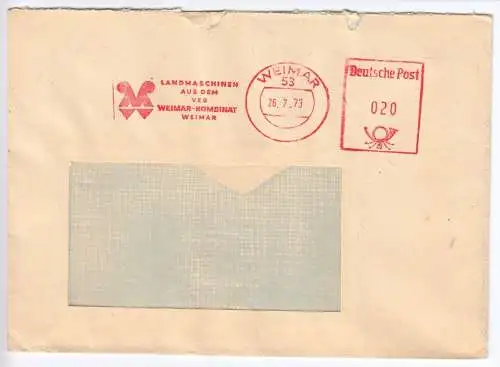 LANDMASCHINEN
AUS DEM
VEB
WEIMAR-KOMBINAT
WEIMAR
WEIMAR
53
26.7.73
Deutsche Post
020